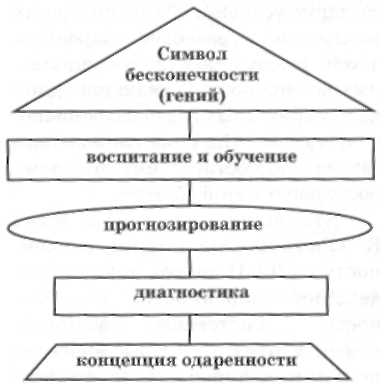 Символ
бесконечности
(гений)
воспитание и обучение
прогнозирование
диагностика
концепция одаренности